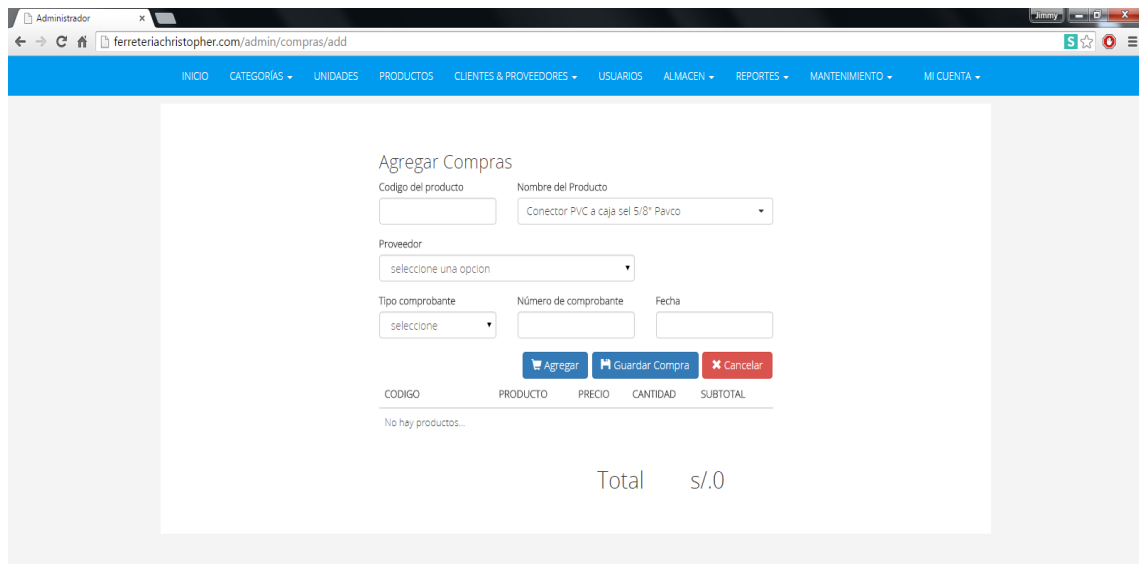 Administrador
Jimmy
ferreteriachristopher.com/admin/compras/add
INICIO CATEGORÍAS UNIDADES PRODUCTOS CLIENTES & PROVEEDORES USUARIOS ALMACEN REPORTES MANTENIMIENTO MI CUENTA
Agregar Compras
Codigo del producto Nombre del Producto
Conector PVC a caja sel 5/8" Pavco
Proveedor
seleccione una opcion
Tipo comprobante Número de comprobante Fecha
seleccione
Agregar Guardar Compra Cancelar
CODIGO PRODUCTO PRECIO CANTIDAD SUBTOTAL
No hay productos...
Total s/.0